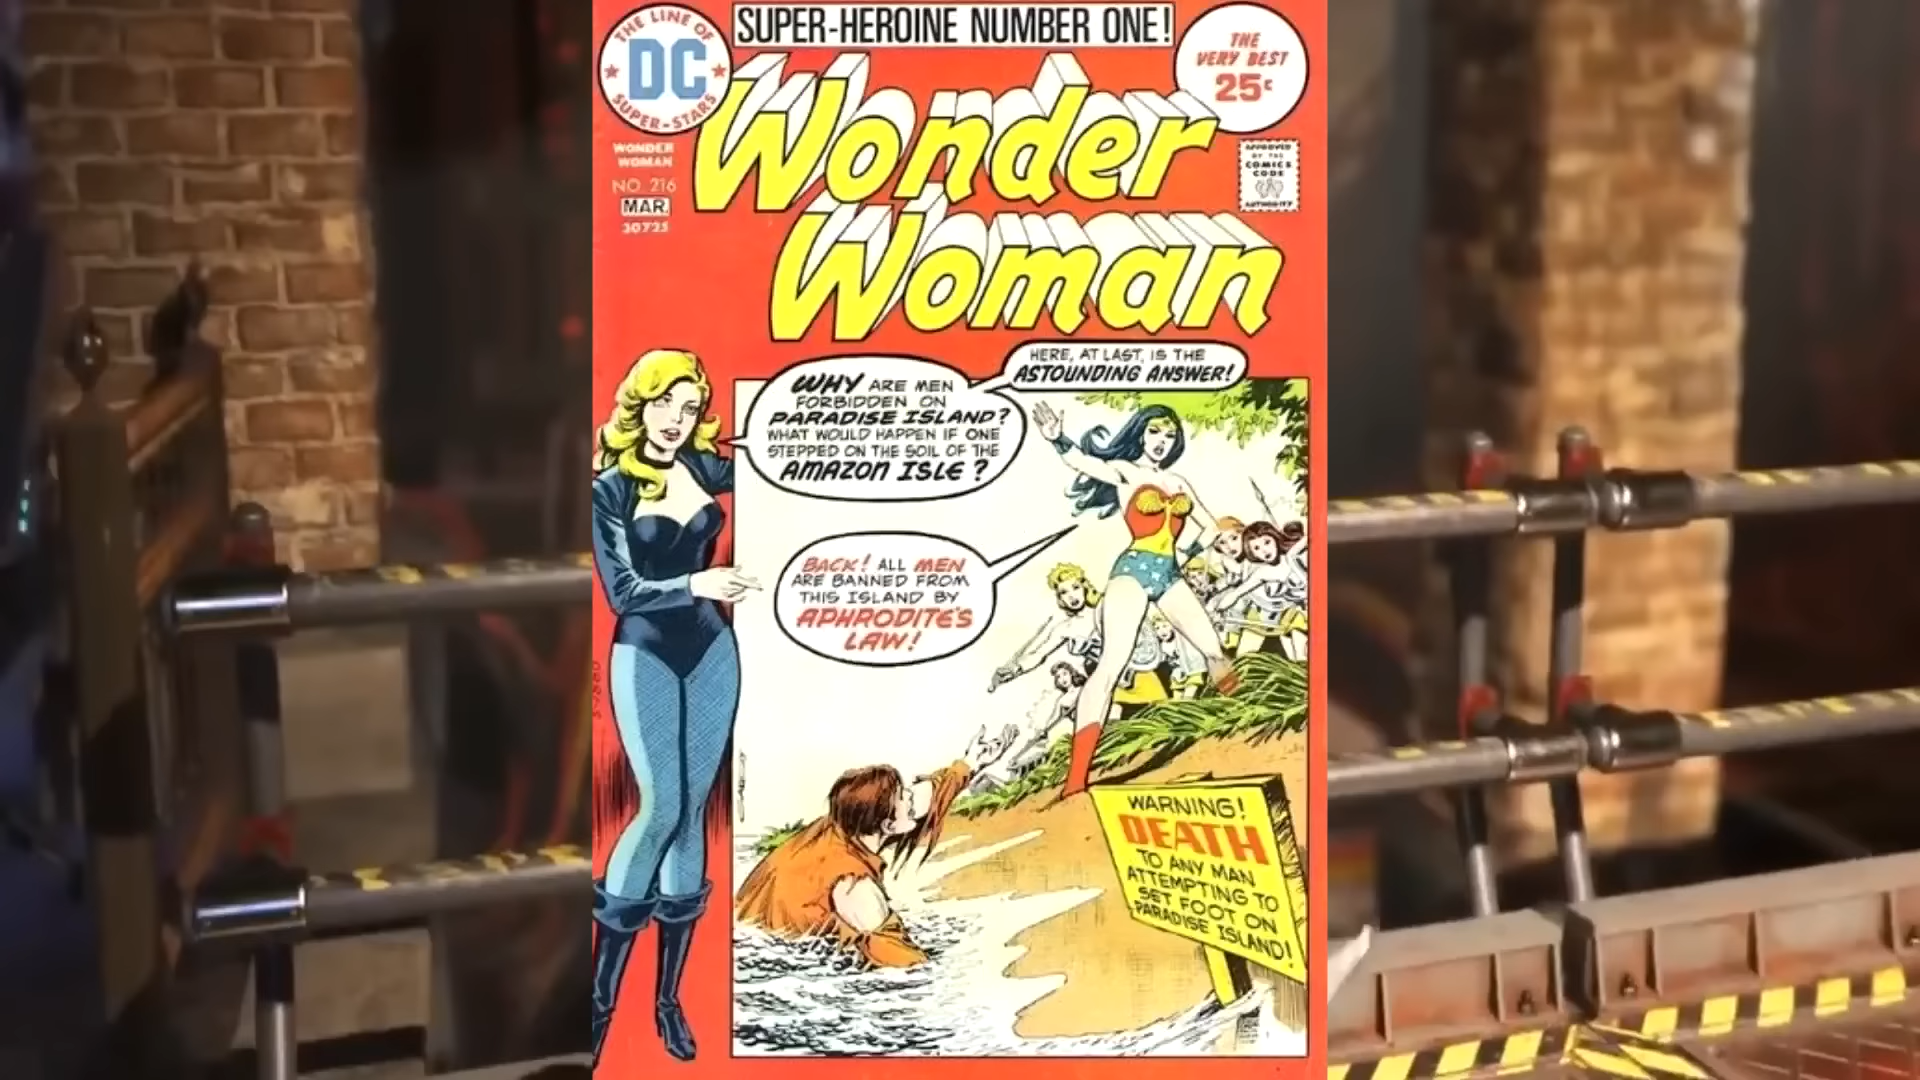 SUPER-HEROINE NUMBER ONE!
THE LINE OF
DC
SUPER-STARS
THE
VERY BEST
25¢
Wonder
Woman
WONDER
WOMAN
NO. 216
MAR.
30725
APPROVED
BY THE
COMICS
CODE
AUTHORITY
WHY ARE MEN
FORBIDDEN ON
PARADISE ISLAND?
WHAT WOULD HAPPEN IF ONE
STEPPED ON THE SOIL OF THE
AMAZON ISLE?
HERE, AT LAST, IS THE
ASTOUNDING ANSWER!
BACK! ALL MEN
ARE BANNED FROM
THIS ISLAND BY
APHRODITE'S
LAW!
WARNING!
DEATH
TO ANY MAN
ATTEMPTING TO
SET FOOT ON
PARADISE ISLAND!